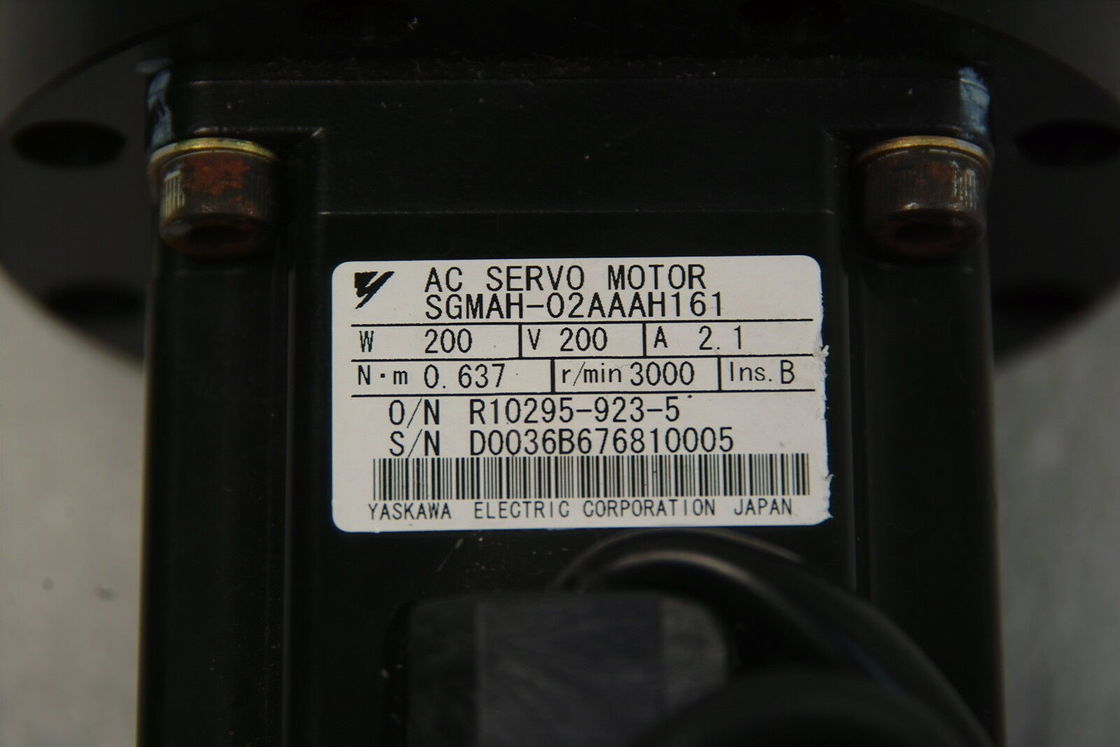 AC SERVO MOTOR
SGMAH-02AAAH161
W 200 V 200 A 2.1
N·m 0.637 r/min 3000 Ins. B
O/N R10295-923-5
S/N D0036B676810005
YASKAWA ELECTRIC CORPORATION JAPAN